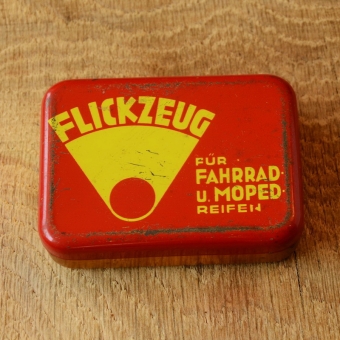 FLICKZEUG
FÜR
FAHRRAD-
U. MOPED-
REIFEN